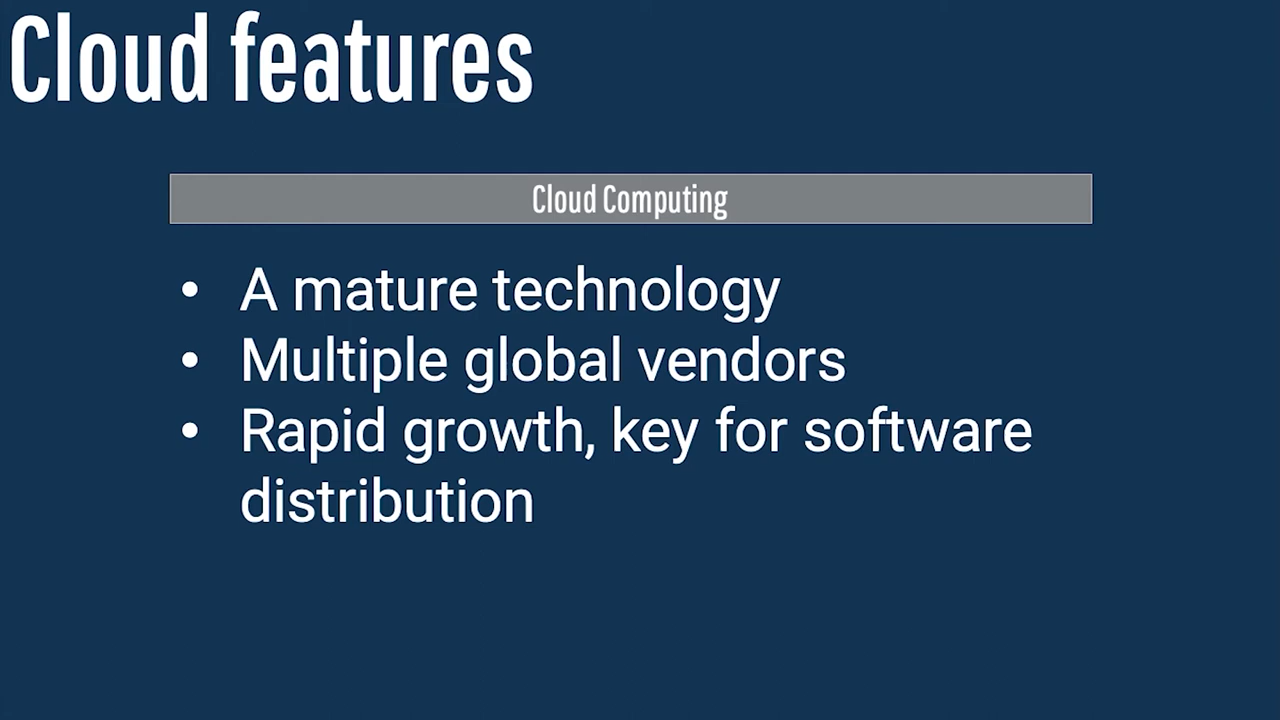 Cloud features
Cloud Computing
• A mature technology
• Multiple global vendors
• Rapid growth, key for software
distribution